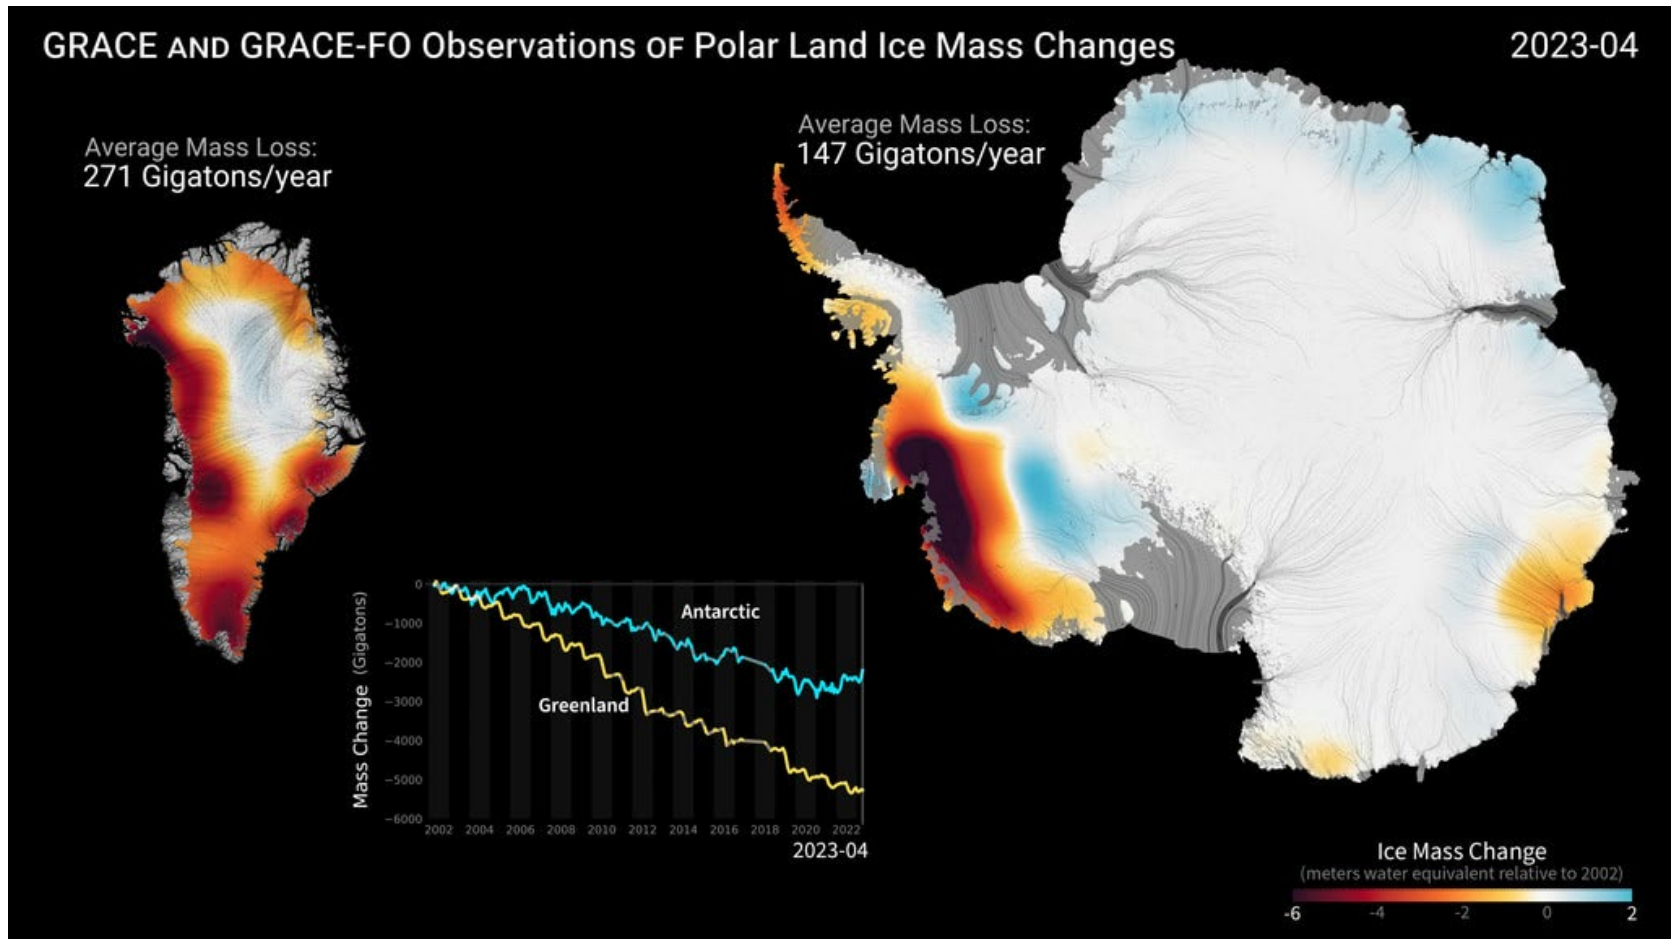 GRACE AND GRACE-FO Observations OF Polar Land Ice Mass Changes
2023-04
Average Mass Loss:
271 Gigatons/year
Average Mass Loss:
147 Gigatons/year
Mass Change (Gigatons)
0
−1000
−2000
−3000
−4000
−5000
−6000
Antarctic
Greenland
2002 2004 2006 2008 2010 2012 2014 2016 2018 2020 2022
2023-04
Ice Mass Change
(meters water equivalent relative to 2002)
-6 -4 -2 0 2